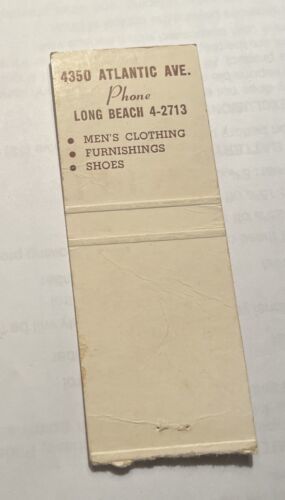 4350 ATLANTIC AVE.
Phone
LONG BEACH 4-2713
• MEN'S CLOTHING
• FURNISHINGS
• SHOES